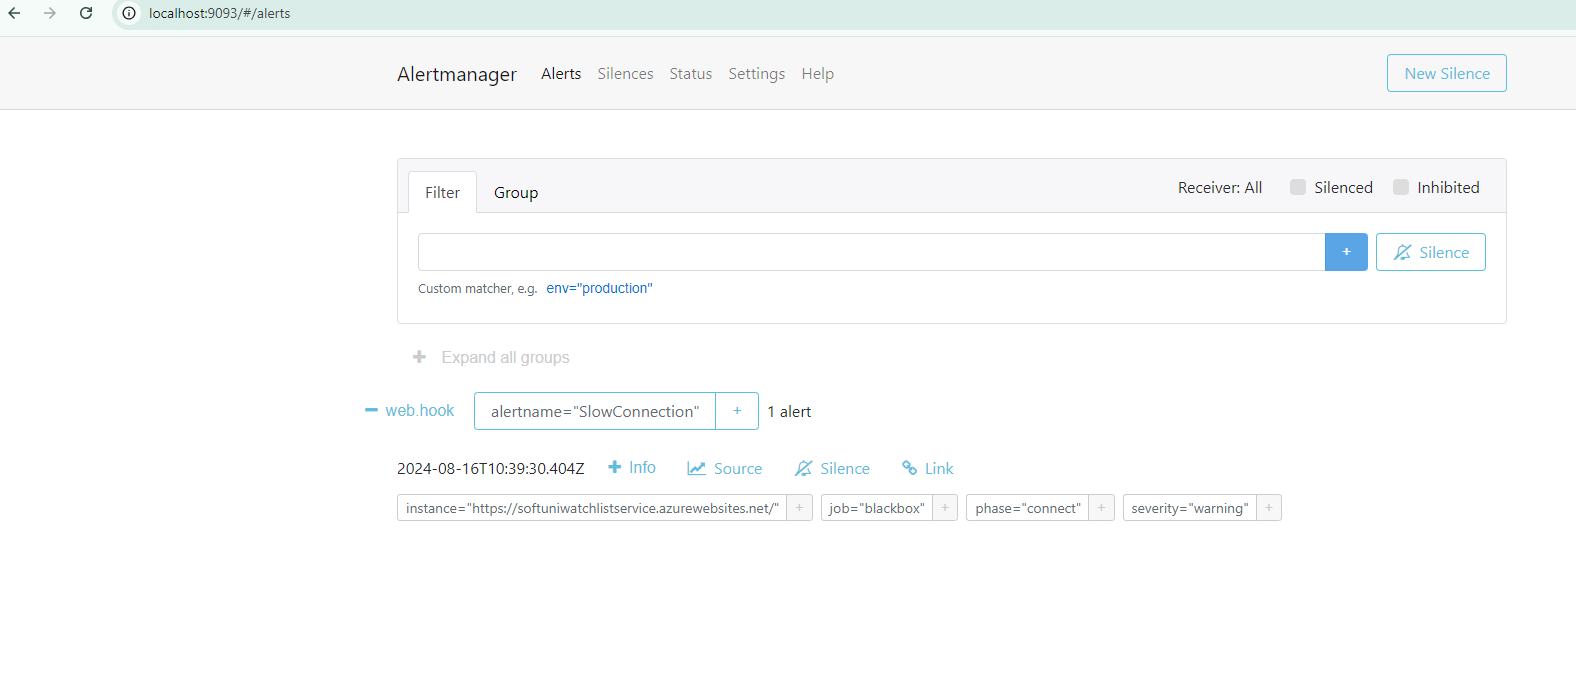 localhost:9093/#/alerts
Alertmanager Alerts Silences Status Settings Help New Silence
Filter Group Receiver: All Silenced Inhibited
+ Silence
Custom matcher, e.g. env="production"
+ Expand all groups
web.hook alertname="SlowConnection" + 1 alert
2024-08-16T10:39:30.404Z + Info Source Silence Link
instance="https://softuniwatchlistservice.azurewebsites.net/" + job="blackbox" + phase="connect" + severity="warning" +